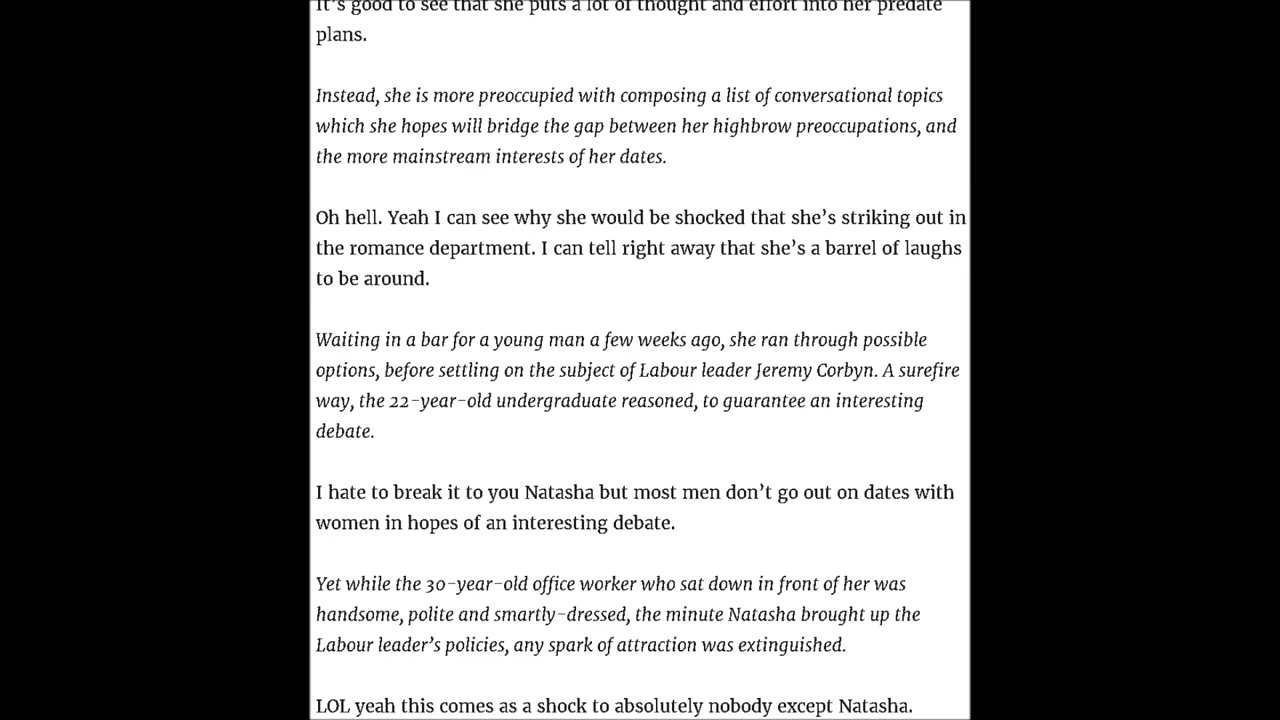 It's good to see that she puts a lot of thought and effort into her predate
plans.
Instead, she is more preoccupied with composing a list of conversational topics
which she hopes will bridge the gap between her highbrow preoccupations, and
the more mainstream interests of her dates.
Oh hell. Yeah I can see why she would be shocked that she's striking out in
the romance department. I can tell right away that she's a barrel of laughs
to be around.
Waiting in a bar for a young man a few weeks ago, she ran through possible
options, before settling on the subject of Labour leader Jeremy Corbyn. A surefire
way, the 22-year-old undergraduate reasoned, to guarantee an interesting
debate.
I hate to break it to you Natasha but most men don't go out on dates with
women in hopes of an interesting debate.
Yet while the 30-year-old office worker who sat down in front of her was
handsome, polite and smartly-dressed, the minute Natasha brought up the
Labour leader's policies, any spark of attraction was extinguished.
LOL yeah this comes as a shock to absolutely nobody except Natasha.